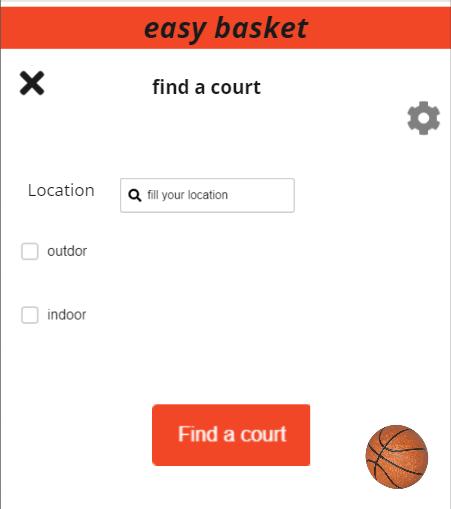 easy basket
find a court
Location
fill your location
outdor
indoor
Find a court